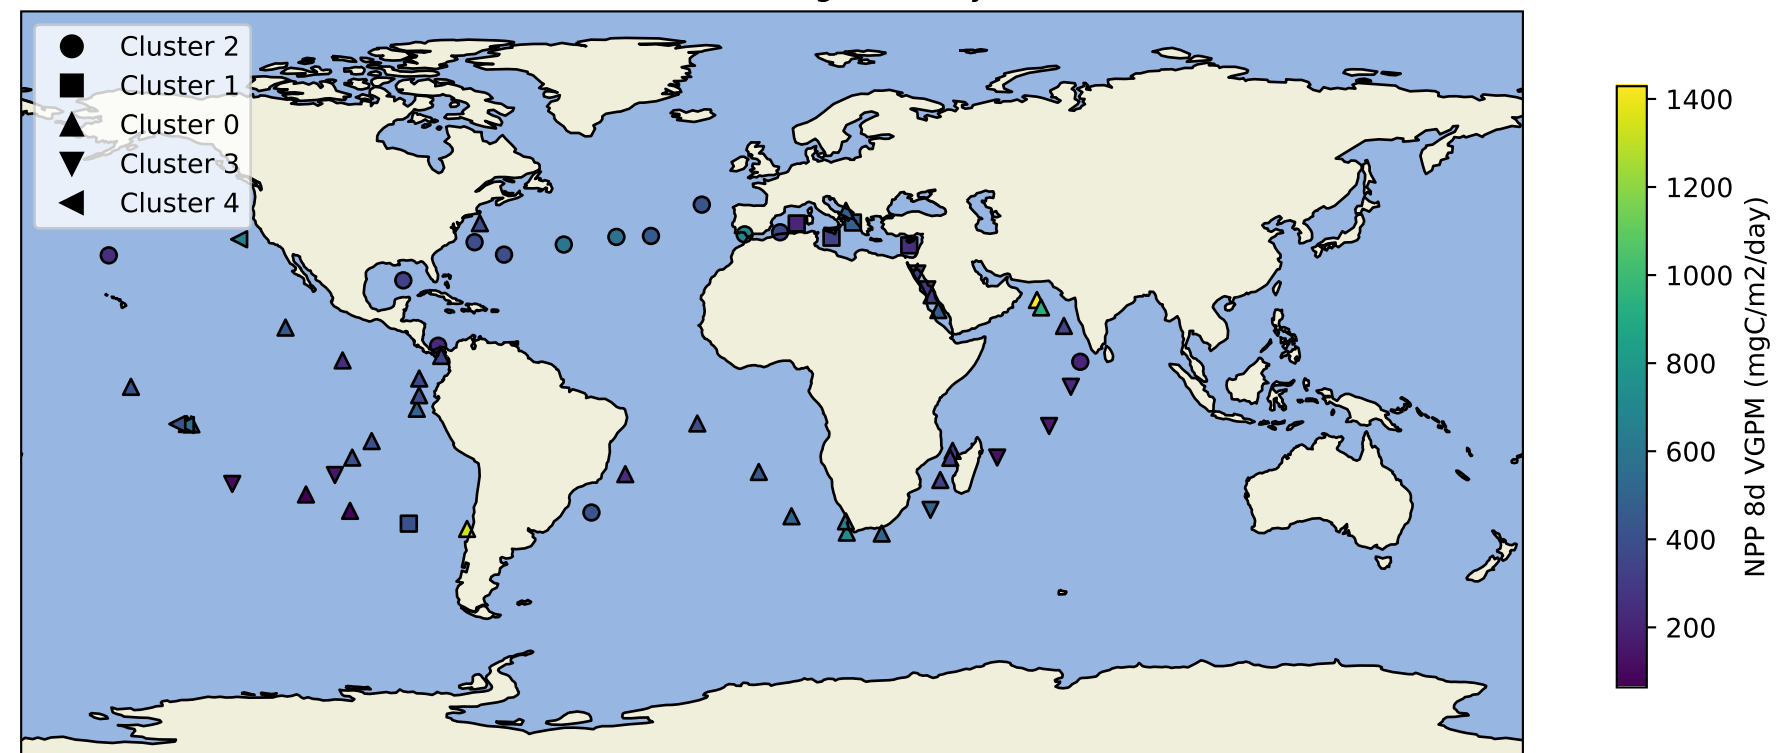 Cluster 2
Cluster 1
Cluster 0
Cluster 3
Cluster 4
1400
1200
1000
800
600
400
200
NPP 8d VGPM (mgC/m2/day)